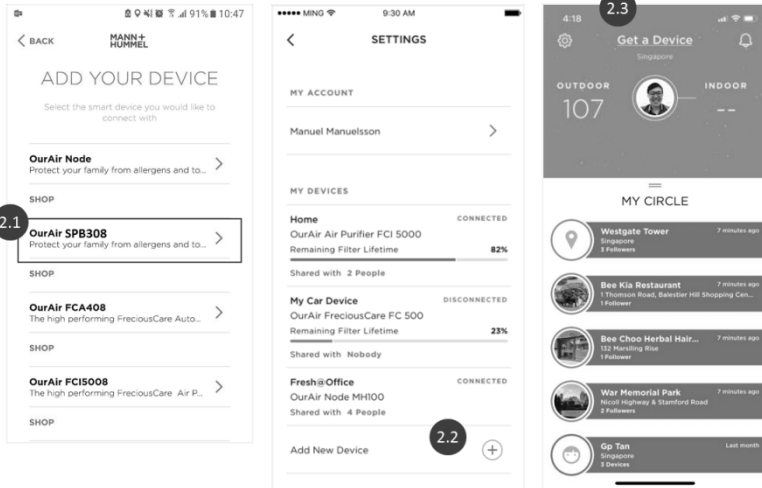 91% 10:47
BACK
MANN+
HUMMEL
ADD YOUR DEVICE
Select the smart device you would like to
connect with
OurAir Node
Protect your family from allergens and to...
SHOP
2.1
OurAir SPB308
Protect your family from allergens and to...
SHOP
OurAir FCA408
The high performing FreciousCare Auto...
SHOP
OurAir FCI5008
The high performing FreciousCare Air P...
SHOP
MING 9:30 AM
SETTINGS
MY ACCOUNT
Manuel Manuelsson
MY DEVICES
Home CONNECTED
OurAir Air Purifier FCI 5000
Remaining Filter Lifetime 82%
Shared with 2 People
My Car Device DISCONNECTED
OurAir FreciousCare FC 500
Remaining Filter Lifetime 23%
Shared with Nobody
Fresh@Office CONNECTED
OurAir Node MH100
Shared with 4 People
2.2
Add New Device
2.3
4:18
Get a Device
Singapore
OUTDOOR INDOOR
107 --
MY CIRCLE
Westgate Tower 7 minutes ago
Singapore
3 Followers
Bee Kia Restaurant 7 minutes ago
1 Thomson Road, Balestier Hill Shopping Cen...
1 Follower
Bee Choo Herbal Hair... 7 minutes ago
132 Marsiling Rise
1 Follower
War Memorial Park 7 minutes ago
Nicoll Highway & Stamford Road
2 Followers
Gp Tan Last month
Singapore
3 Devices